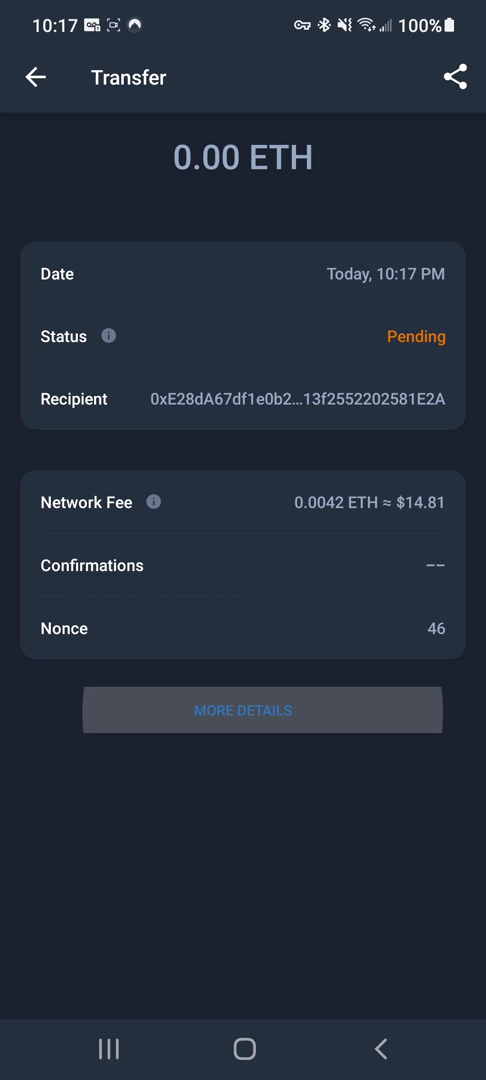 10:17 100%
Transfer
0.00 ETH
Date Today, 10:17 PM
Status Pending
Recipient 0xE28dA67df1e0b2...13f2552202581E2A
Network Fee 0.0042 ETH ≈ $14.81
Confirmations --
Nonce 46
MORE DETAILS